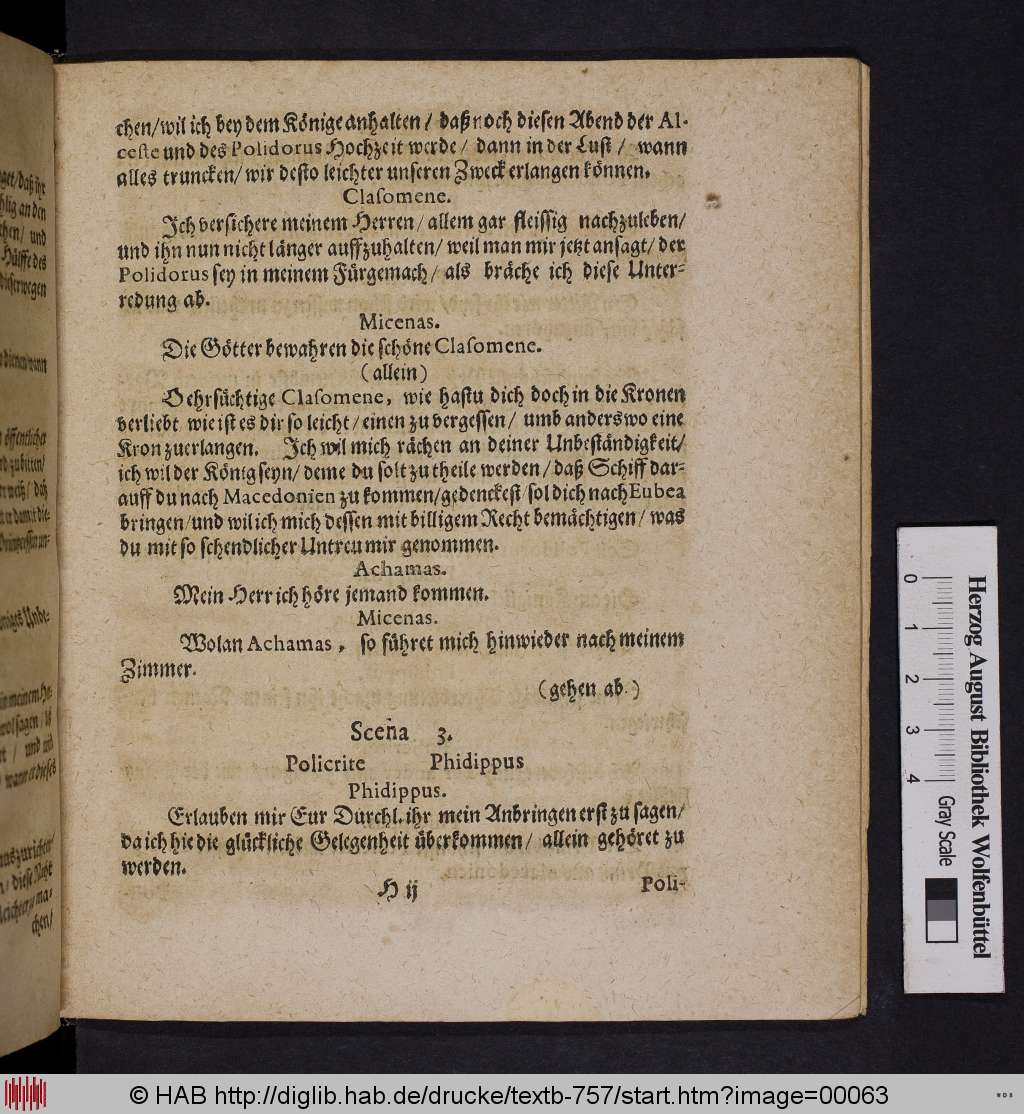 chen/ wil ich bey dem Könige anhalten/ daß noch diesen Abend der Al-
ceste und des Polidorus Hochzeit werde/ dann in der Lust/ wann
alles truncken/ wir desto leichter unseren Zweck erlangen können.
Clasomene.
Ich versichere meinem Herren/ allem gar fleissig nachzuleben/
und ihn nun nicht länger auffzuhalten/ weil man mir jetzt ansagt/ der
Polidorus sey in meinem Fürgemach/ als bräche ich diese Unter-
redung ab.
Micenas.
Die Götter bewahren die schöne Clasomene.
(allein)
Gehrsüchtige Clasomene, wie hastu dich doch in die Kronen
verliebt wie ist es dir so leicht/ einen zu vergessen/ umb anderswo eine
Kron zuerlangen. Ich wil mich rächen an deiner Unbeständigkeit/
ich wil der König seyn/ deme du solt zu theile werden/ daß Schiff dar-
auff du nach Macedonien zu kommen/ gedenckest/ sol dich nach Eubea
bringen/ und wil ich mich dessen mit billigem Recht bemächtigen/ was
du mit so schendlicher Untreu mir genommen.
Achamas.
Mein Herr ich höre jemand kommen.
Micenas.
Wolan Achamas, so führet mich hinwieder nach meinem
Zimmer.
(gehen ab.)
Scena 3.
Policrite Phidippus
Phidippus.
Erlauben mir Eur Durchl. ihr mein Anbringen erst zu sagen/
da ich hie die glückliche Gelegenheit überkommen/ allein gehöret zu
werden.
H ij Poli-
0 1 2 3 4
Herzog August Bibliothek Wolfenbüttel
Gray Scale
© HAB http://diglib.hab.de/drucke/textb-757/start.htm?image=00063